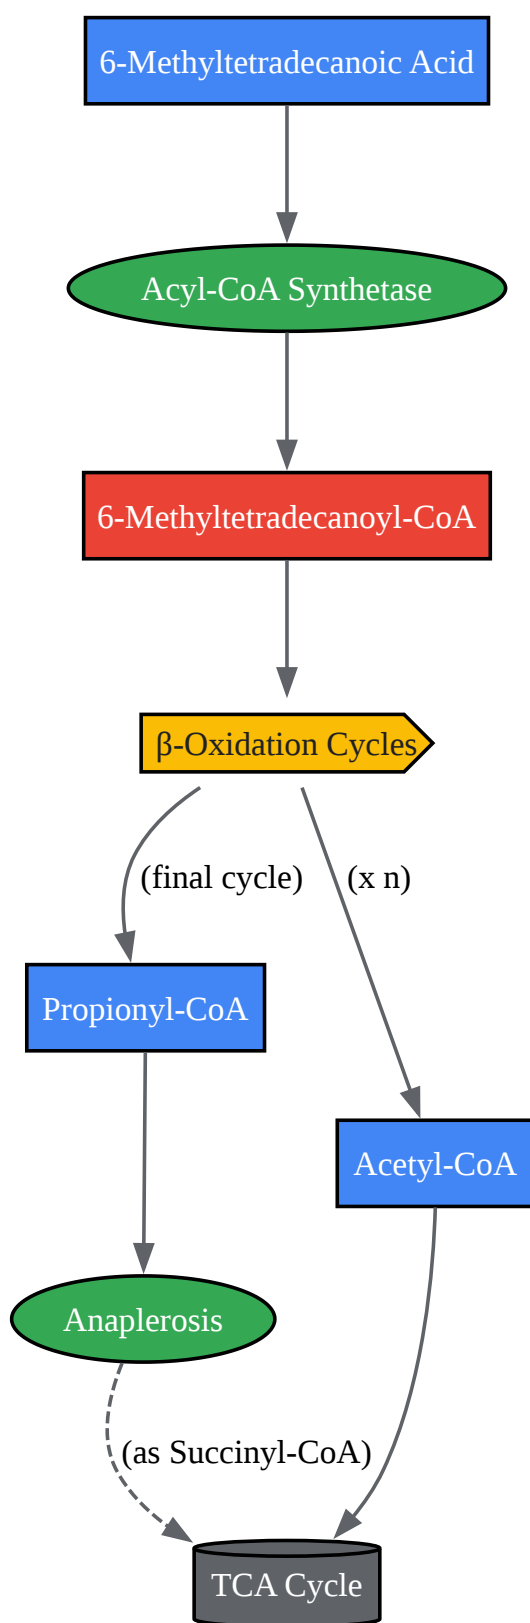 6-Methyltetradecanoic Acid
Acyl-CoA Synthetase
6-Methyltetradecanoyl-CoA
β-Oxidation Cycles
(final cycle)
(x n)
Propionyl-CoA
Acetyl-CoA
Anaplerosis
(as Succinyl-CoA)
TCA Cycle